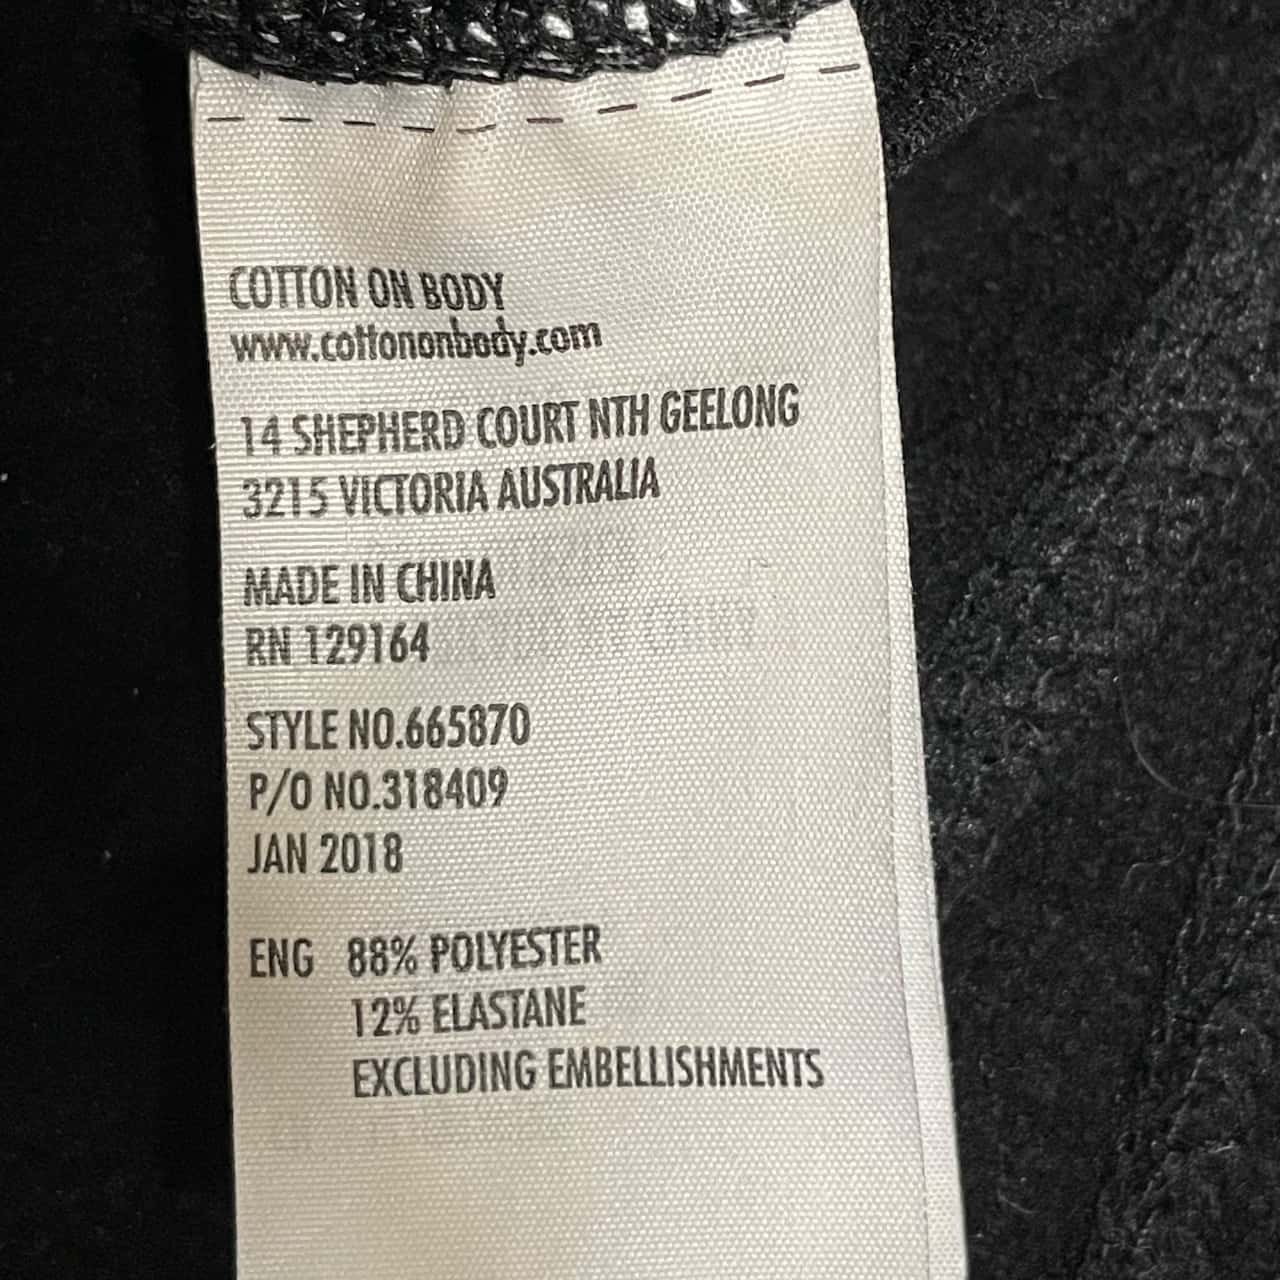 COTTON ON BODY
www.cottononbody.com
14 SHEPHERD COURT NTH GEELONG
3215 VICTORIA AUSTRALIA
MADE IN CHINA
RN 129164
STYLE NO.665870
P/O NO.318409
JAN 2018
ENG 88% POLYESTER
12% ELASTANE
EXCLUDING EMBELLISHMENTS